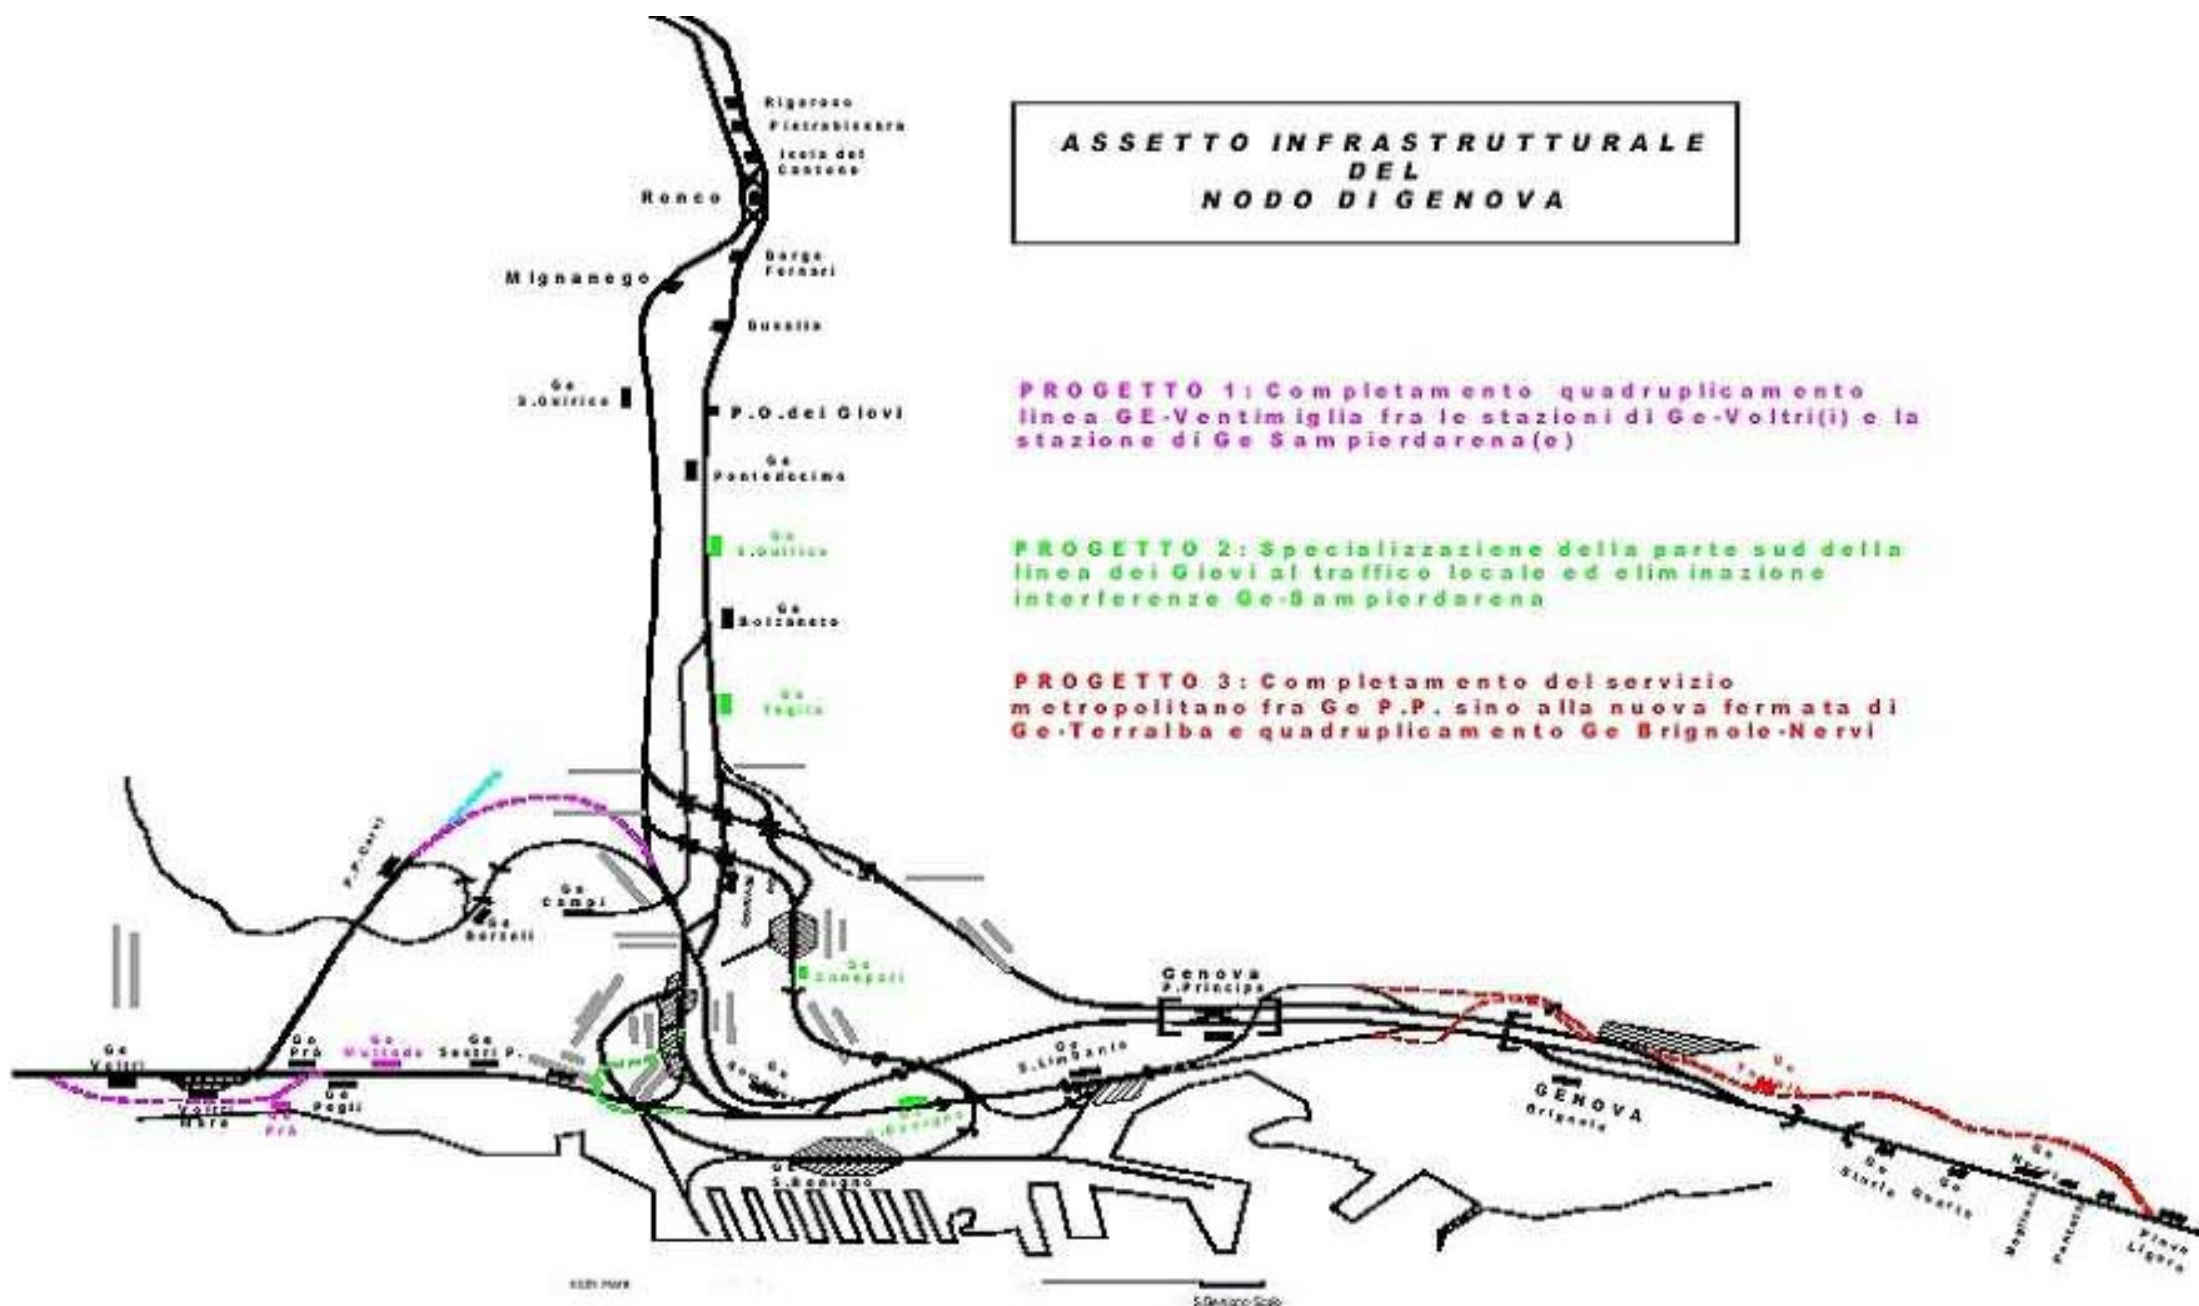 Rigoroso
Pietrabissara
Isola del
Cantone
Ronco
Borgo
Fornari
Mignanego
Busalla
Ge
S.Quirico
P.O.dei Giovi
Ge
Pontedecimo
Ge
S.Quirico
Ge
Bolzaneto
Ge
ASSETTO INFRASTRUTTURALE
DEL
NODO DI GENOVA
PROGETTO 1: Completamento quadruplicamento
linea GE-Ventimiglia fra le stazioni di Ge-Voltri(i) e la
stazione di Ge Sampierdarena(e)
PROGETTO 2: Specializzazione della parte sud della
linea dei Giovi al traffico locale ed eliminazione
interferenze Ge-Sampierdarena
PROGETTO 3: Completamento del servizio
metropolitano fra Ge P.P. sino alla nuova fermata di
Ge-Terralba e quadruplicamento Ge Brignole-Nervi
Ge
Campi
Ge
Borzoli
Ge
Genova
P.Principe
Ge
Voltri
Ge
Prà
Ge
Multedo
Ge
Sestri P.
Voltri
Mare
Ge
Pegli
Prà
Ge
Ge
S.Limbania
GE
S.Benigno
GENOVA
Brignole
Ge
Ge
Sturla
Ge
Quarto
Ge
Nervi
Pieve
Ligure
S.Benigno Scalo